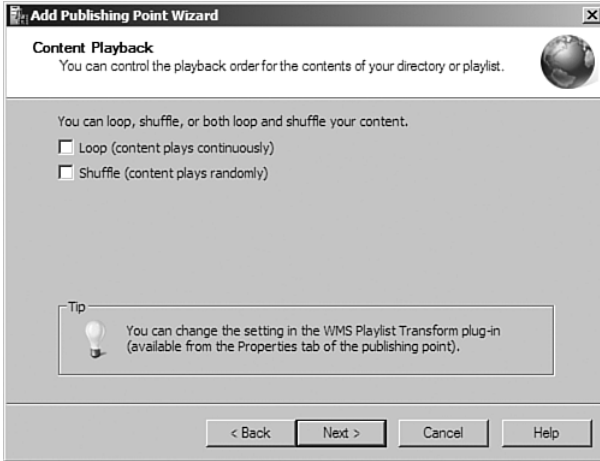 Add Publishing Point Wizard
Content Playback
You can control the playback order for the contents of your directory or playlist.
You can loop, shuffle, or both loop and shuffle your content.
Loop (content plays continuously)
Shuffle (content plays randomly)
Tip
You can change the setting in the WMS Playlist Transform plug-in
(available from the Properties tab of the publishing point).
< Back Next > Cancel Help